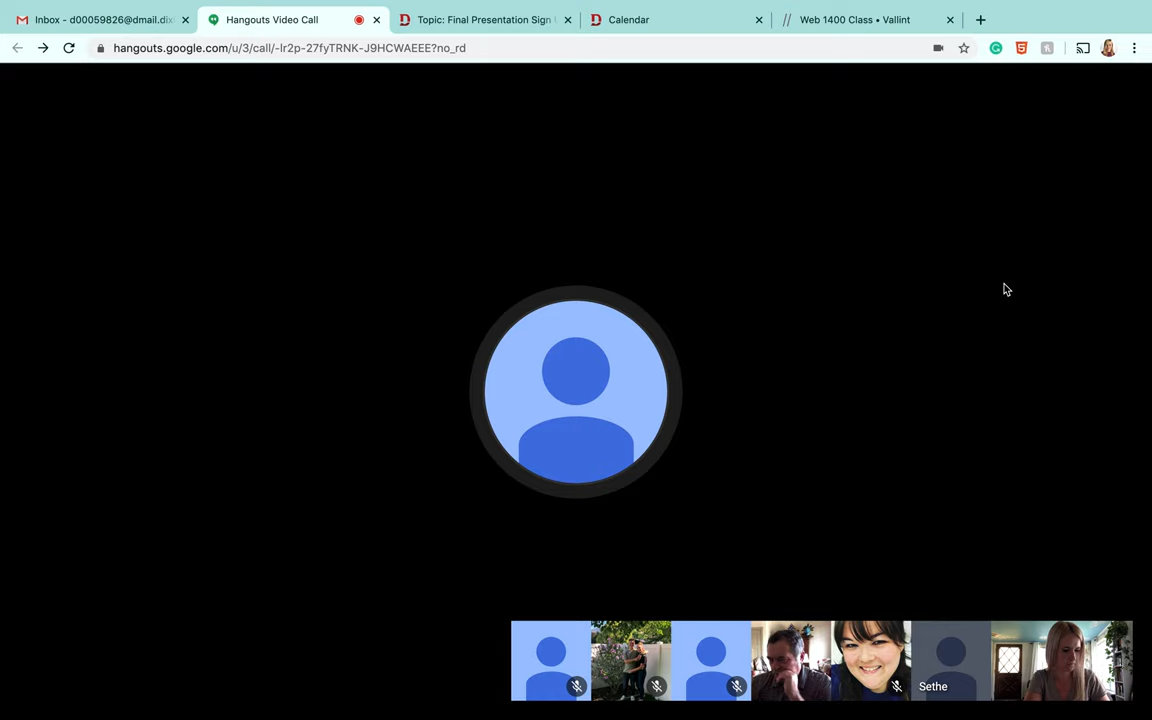 Inbox - d00059826@dmail.dix
Hangouts Video Call
Topic: Final Presentation Sign
Calendar
Web 1400 Class • Vallint
hangouts.google.com/u/3/call/-lr2p-27fyTRNK-J9HCWAEEE?no_rd
Sethe